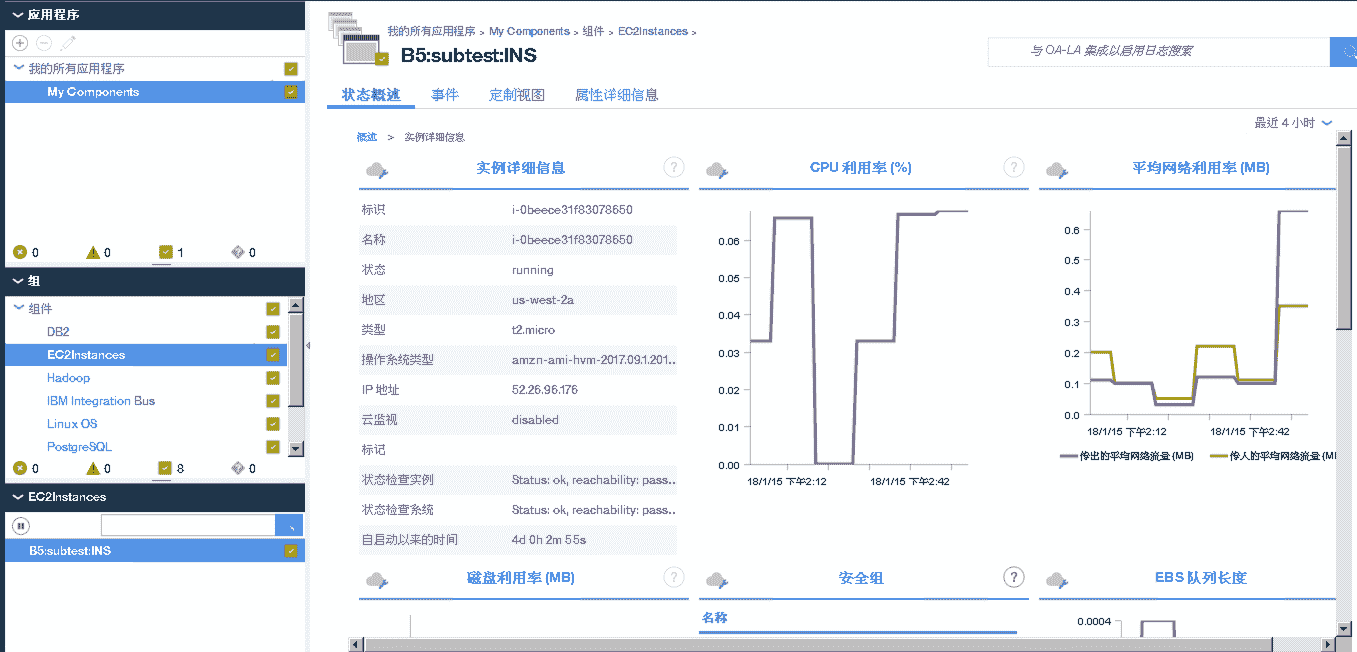 应用程序
我的所有应用程序
My Components
0 0 1 0
组
组件
DB2
EC2Instances
Hadoop
IBM Integration Bus
Linux OS
PostgreSQL
0 0 8 0
EC2Instances
B5:subtest:INS
我的所有应用程序 > My Components > 组件 > EC2Instances >
B5:subtest:INS
与 OA-LA 集成以启用日志搜索
状态概述 事件 定制视图 属性详细信息
最近 4 小时
概述 > 实例详细信息
实例详细信息 ?
标识 i-0beece31f83078650
名称 i-0beece31f83078650
状态 running
地区 us-west-2a
类型 t2.micro
操作系统类型 amzn-ami-hvm-2017.09.1.201..
IP 地址 52.26.96.176
云监视 disabled
标记
状态检查实例 Status: ok, reachability: pass..
状态检查系统 Status: ok, reachability: pass..
自启动以来的时间 4d 0h 2m 55s
CPU 利用率 (%) ?
0.06
0.05
0.04
0.03
0.02
0.01
0.00
18/1/15 下午2:12 18/1/15 下午2:42
平均网络利用率 (MB)
0.6
0.5
0.4
0.3
0.2
0.1
0.0
18/1/15 下午2:12 18/1/15 下午2:42
传出的平均网络流量 (MB) 传入的平均网络流量 (MI
磁盘利用率 (MB) ?
安全组 ?
名称
EBS 队列长度
0.0004